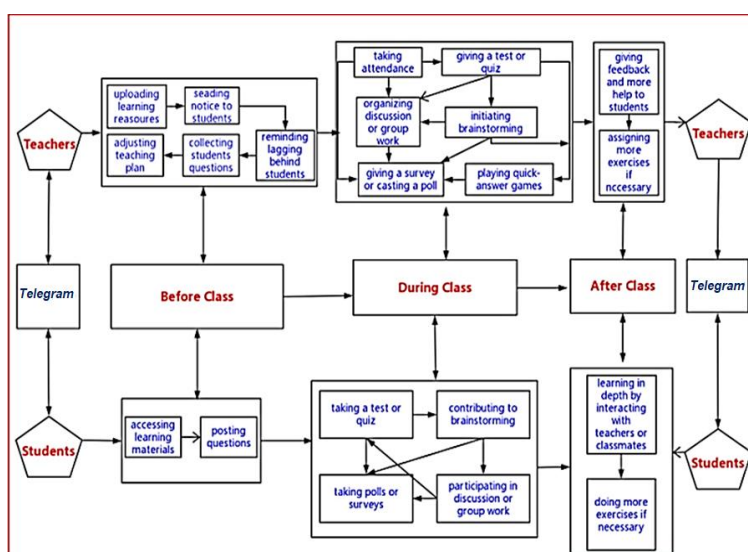 taking
attendance
giving a test or
quiz
giving
feedback
and more
help to
students
uploading
learning
reasoures
seading
notice to
students
organizing
discussion
or group
work
initiating
brainstorming
Teachers
adjusting
teaching
plan
collecting
students
questions
reminding
lagging
behind
students
assigning
more
exercises
if
nccessary
Teachers
giving a survey
or casting a poll
playing quick-
answer games
Telegram
Before Class
During Class
After Class
Telegram
Students
accessing
learning
materials
posting
questions
taking a test or
quiz
contributing to
brainstorming
learning in
depth by
interacting
with
teachers or
classmates
Students
taking polls or
surveys
participating in
discussion or
group work
doing more
exercises if
necessary